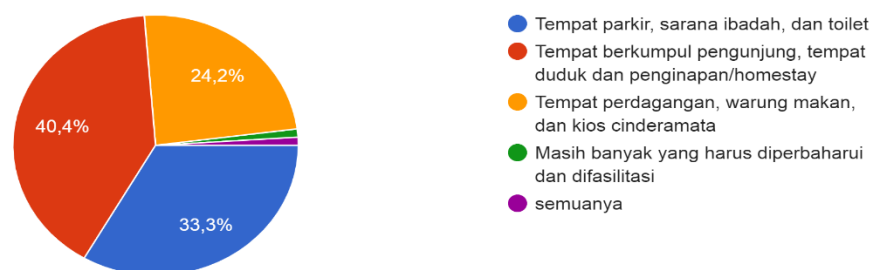 24,2%
40,4%
33,3%
Tempat parkir, sarana ibadah, dan toilet
Tempat berkumpul pengunjung, tempat
duduk dan penginapan/homestay
Tempat perdagangan, warung makan,
dan kios cinderamata
Masih banyak yang harus diperbaharui
dan difasilitasi
semuanya